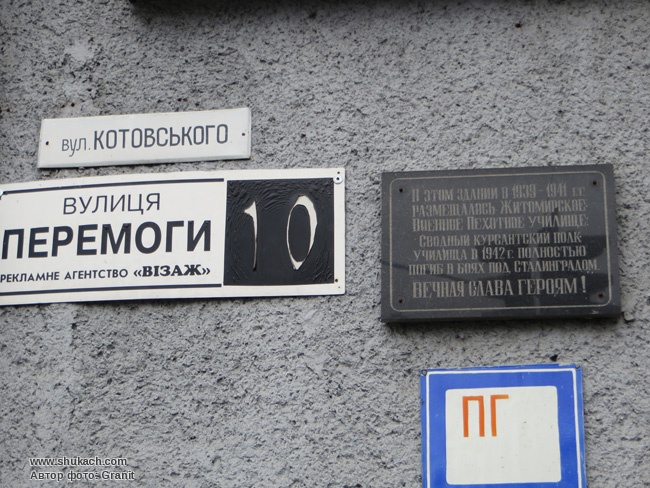 вул. КОТОВСЬКОГО
ВУЛИЦЯ
ПЕРЕМОГИ
10
РЕКЛАМНЕ АГЕНТСТВО «ВІЗАЖ»
В ЭТОМ ЗДАНИИ В 1939 - 1941 г.г.
РАЗМЕЩАЛОСЬ ЖИТОМИРСКОЕ
ВОЕННОЕ ПЕХОТНОЕ УЧИЛИЩЕ.
СВОДНЫЙ КУРСАНТСКИЙ ПОЛК
УЧИЛИЩА В 1942 г. ПОЛНОСТЬЮ
ПОГИБ В БОЯХ ПОД СТАЛИНГРАДОМ.
ВЕЧНАЯ СЛАВА ГЕРОЯМ !
ПГ
www.shukach.com
Автор фото- Granit